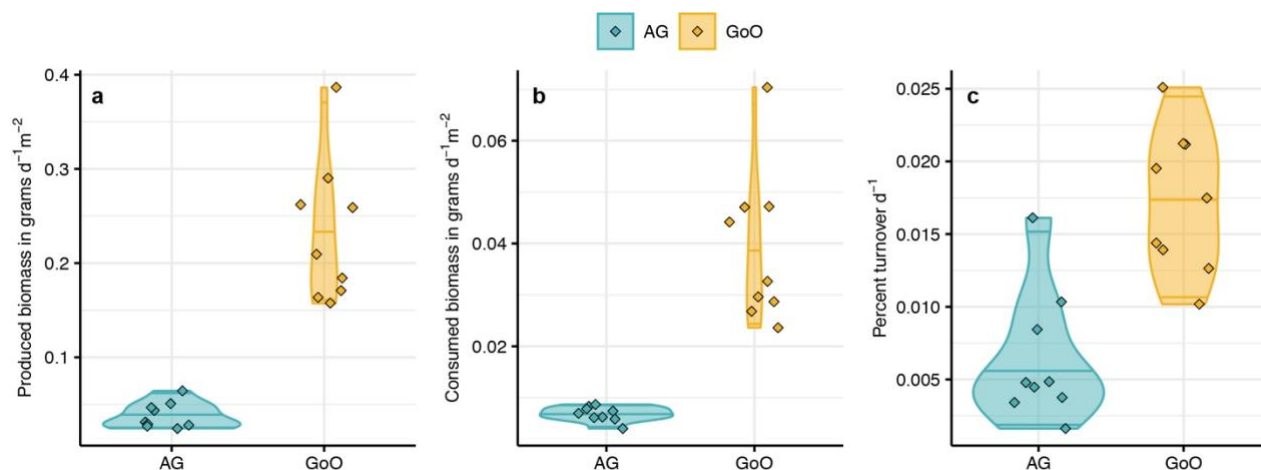 AG GoO
a
Produced biomass in grams d⁻¹m⁻²
0.4
0.3
0.2
0.1
AG GoO
b
Consumed biomass in grams d⁻¹m⁻²
0.06
0.04
0.02
AG GoO
c
Percent turnover d⁻¹
0.025
0.020
0.015
0.010
0.005
AG GoO